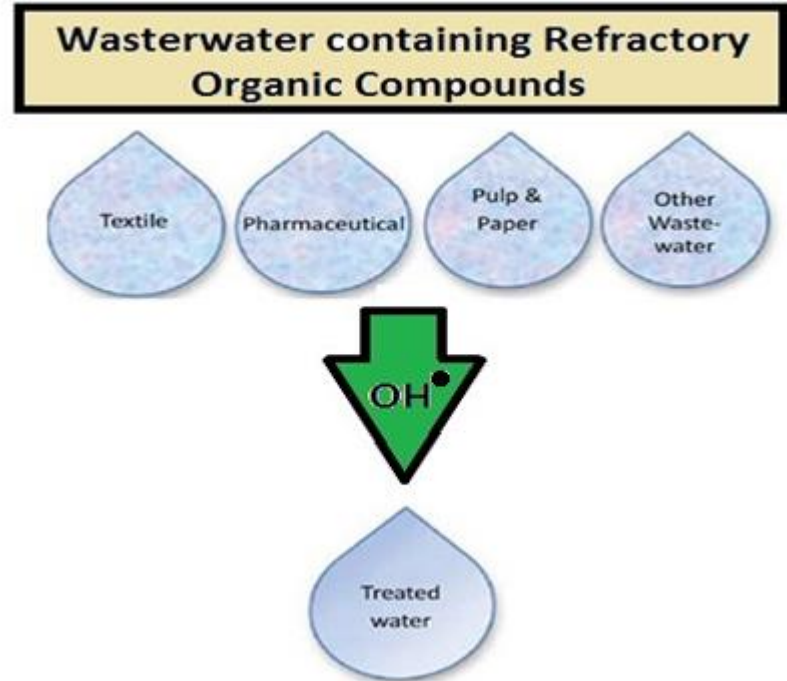 Wasterwater containing Refractory
Organic Compounds
Textile
Pharmaceutical
Pulp &
Paper
Other
Waste-
water
OH•
Treated
water